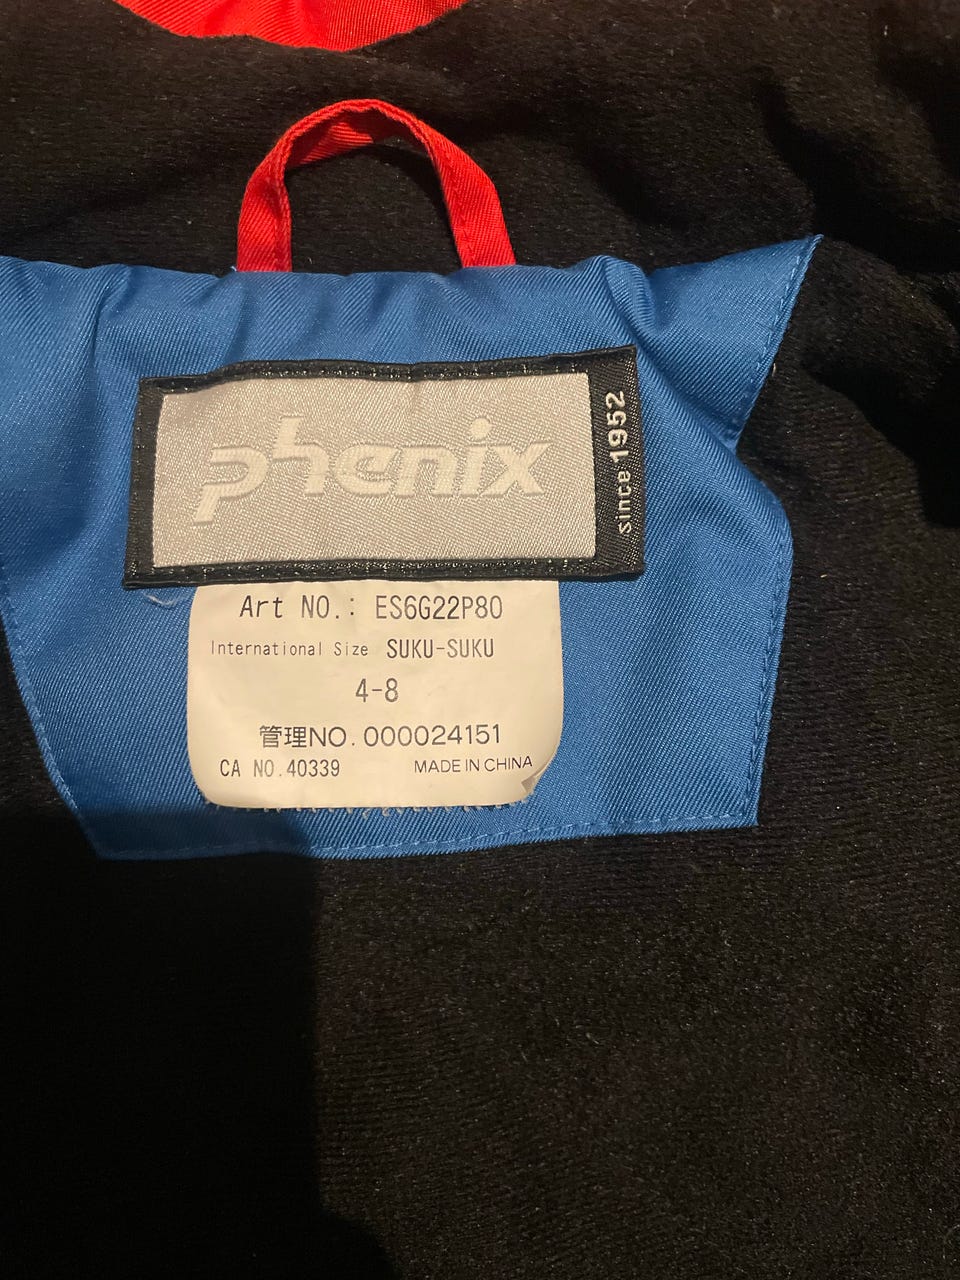 phenix
since 1952
Art NO.: ES6G22P80
International Size SUKU-SUKU
4-8
管理NO.000024151
CA NO.40339 MADE IN CHINA